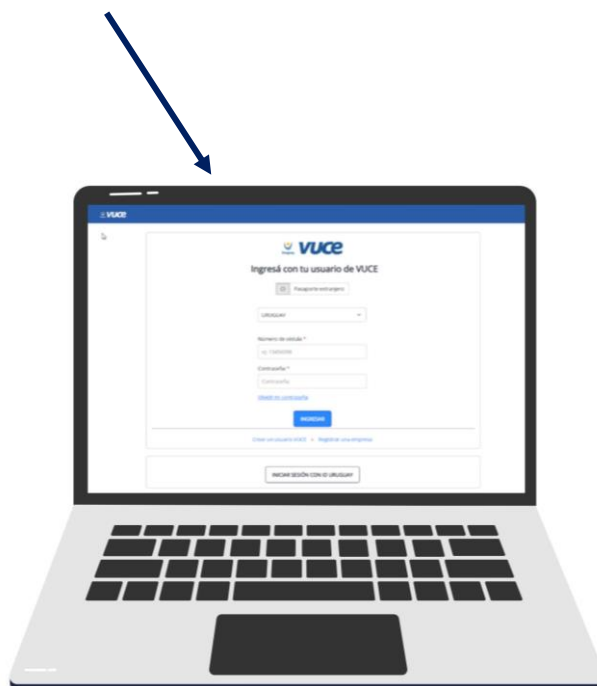 VUCE
VUCE
Ingresá con tu usuario de VUCE
Pasaporte extranjero
URUGUAY
Número de cédula *
Contraseña *
Contraseña
Olvidé mi contraseña
INGRESAR
Crear un usuario VUCE • Registrar una empresa
INICIAR SESIÓN CON ID URUGUAY